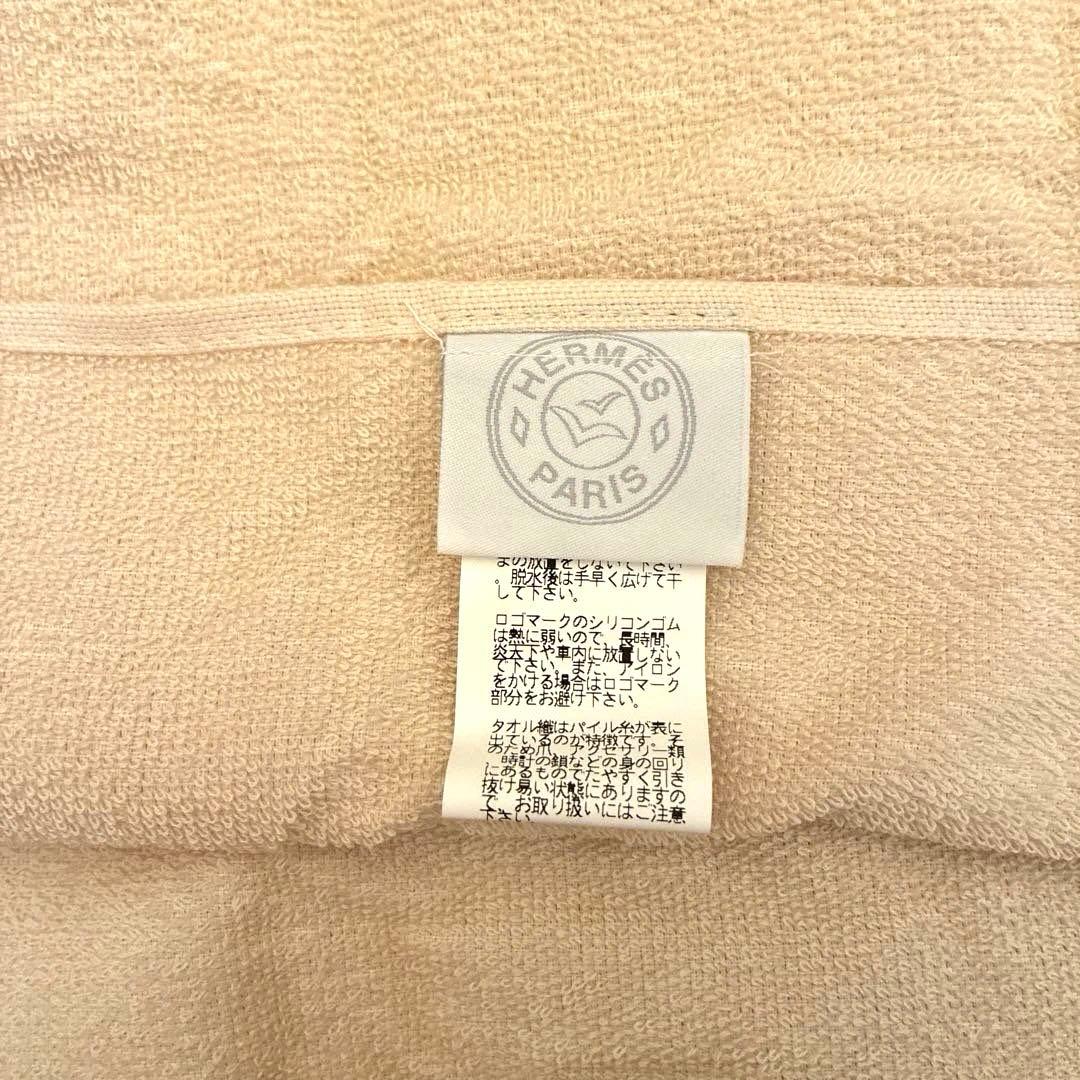 HERMÈS
PARIS
まの放置をしないで下さい
。脱水後は手早く広げて干
して下さい。
ロゴマークのシリコンゴム
は熱に弱いので、長時間、
炎天下や車内に放置しない
で下さい。また、アイロン
をかける場合はロゴマーク
部分をお避け下さい。
タオル織はパイル糸が表に
出ているのが特徴です。そ
のため爪、アクセサリー類
、時計の鎖などの身の回り
にあるものでたやすく引き
抜け易い状態にありますの
で、お取り扱いにはご注意
下さい。